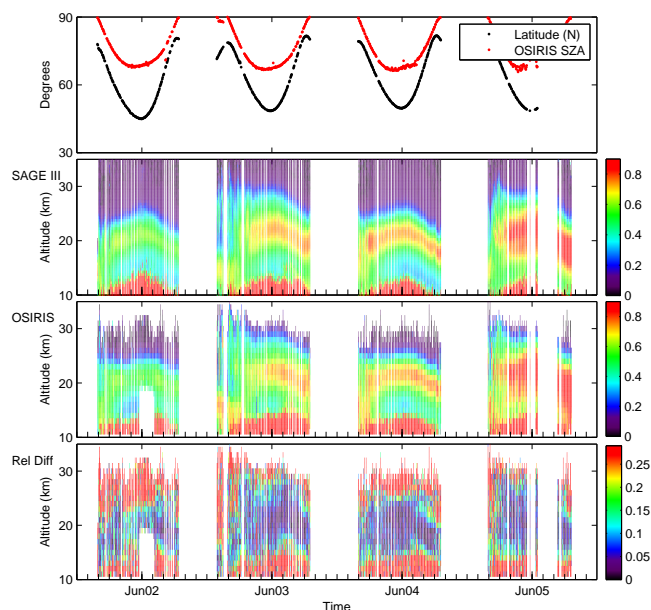 90
60
30
Degrees
Latitude (N)
OSIRIS SZA
SAGE III
30
20
10
Altitude (km)
0.8
0.6
0.4
0.2
0
OSIRIS
30
20
10
Altitude (km)
0.8
0.6
0.4
0.2
0
Rel Diff
30
20
10
Altitude (km)
0.25
0.2
0.15
0.1
0.05
0
Jun02
Jun03
Jun04
Jun05
Time